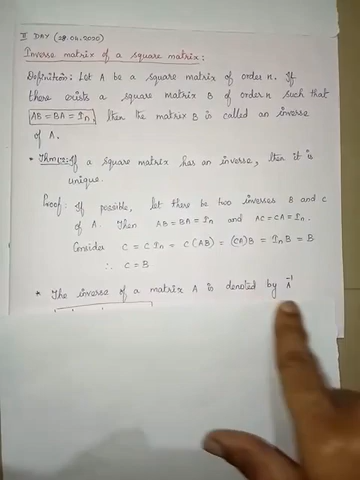 II DAY (28.04.2020)
Inverse matrix of a square matrix:
Definition: Let A be a square matrix of order n. If
there exists a square matrix B of order n such that
AB = BA = In, then the matrix B is called an inverse
of A.
* Thm: If a square matrix has an inverse, then it is
unique.
Proof: If possible, let there be two inverses B and C
of A. Then AB = BA = In and AC = CA = In.
Consider C = C In = C(AB) = (CA)B = In B = B
∴ C = B
* The inverse of a matrix A is denoted by A⁻¹